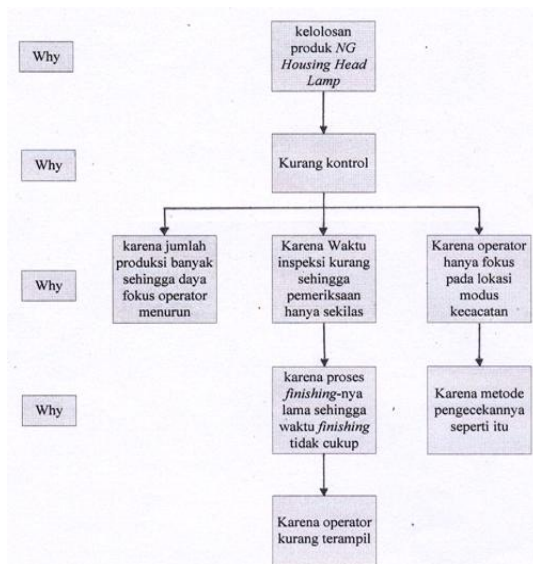 Why
kelolosan
produk NG
Housing Head
Lamp
Why
Kurang kontrol
Why
karena jumlah
produksi banyak
sehingga daya
fokus operator
menurun
Karena Waktu
inspeksi kurang
sehingga
pemeriksaan
hanya sekilas
Karena operator
hanya fokus
pada lokasi
modus
kecacatan
Why
karena proses
finishing-nya
lama sehingga
waktu finishing
tidak cukup
Karena metode
pengecekannya
seperti itu
Karena operator
kurang terampil